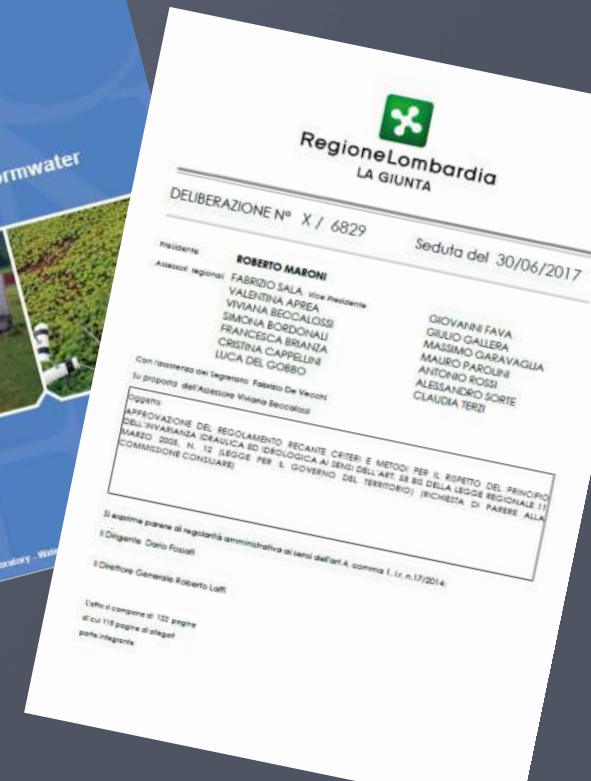 ormwater
oratory – Wate
RegioneLombardia
LA GIUNTA
DELIBERAZIONE N° X / 6829
Seduta del 30/06/2017
Presidente
ROBERTO MARONI
Assessori regionali
FABRIZIO SALA Vice Presidente
VALENTINA APREA
VIVIANA BECCALOSSI
SIMONA BORDONALI
FRANCESCA BRIANZA
CRISTINA CAPPELLINI
LUCA DEL GOBBO
GIOVANNI FAVA
GIULIO GALLERA
MASSIMO GARAVAGLIA
MAURO PAROLINI
ANTONIO ROSSI
ALESSANDRO SORTE
CLAUDIA TERZI
Con l'assistenza del Segretario Fabrizio De Vecchi
Su proposta dell'Assessore Viviana Beccalossi
Oggetto
APPROVAZIONE DEL REGOLAMENTO RECANTE CRITERI E METODI PER IL RISPETTO DEL PRINCIPIO
DELL'INVARIANZA IDRAULICA ED IDROLOGICA AI SENSI DELL'ART. 58 BIS DELLA LEGGE REGIONALE 11
MARZO 2005, N. 12 (LEGGE PER IL GOVERNO DEL TERRITORIO) (RICHIESTA DI PARERE ALLA
COMMISSIONE CONSILIARE)
Si esprime parere di regolarità amministrativa ai sensi dell'art.4, comma 1, l.r. n.17/2014:
Il Dirigente Dario Fossati
Il Direttore Generale Roberto Laffi
L'atto si compone di 132 pagine
di cui 118 pagine di allegati
parte integrante